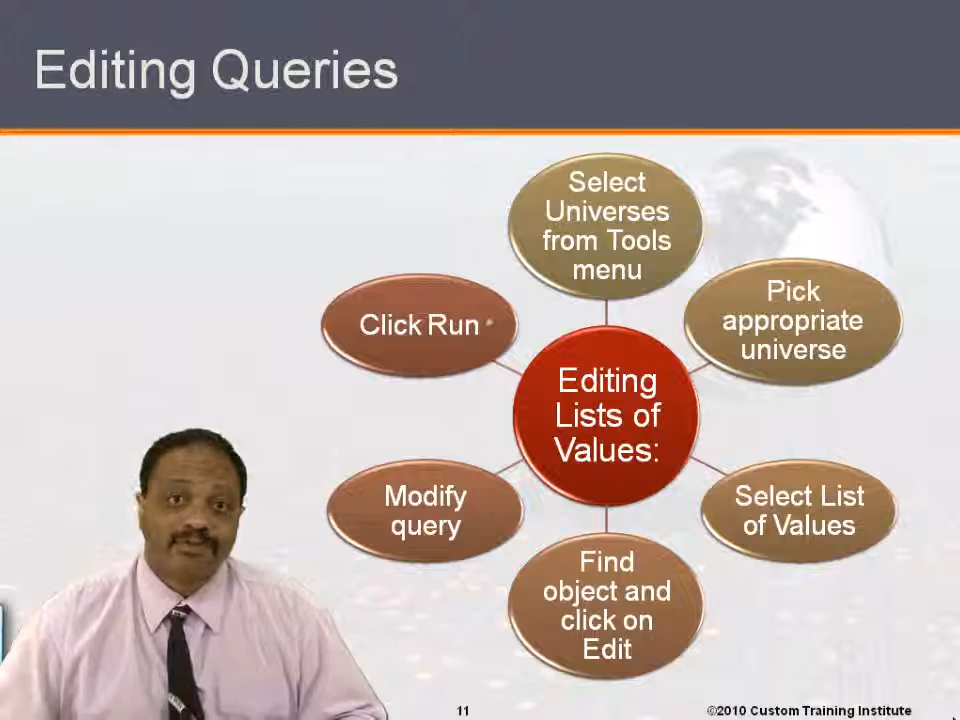 Editing Queries
Select
Universes
from Tools
menu
Pick
appropriate
universe
Select List
of Values
Find
object and
click on
Edit
Modify
query
Click Run
Editing
Lists of
Values:
11
©2010 Custom Training Institute